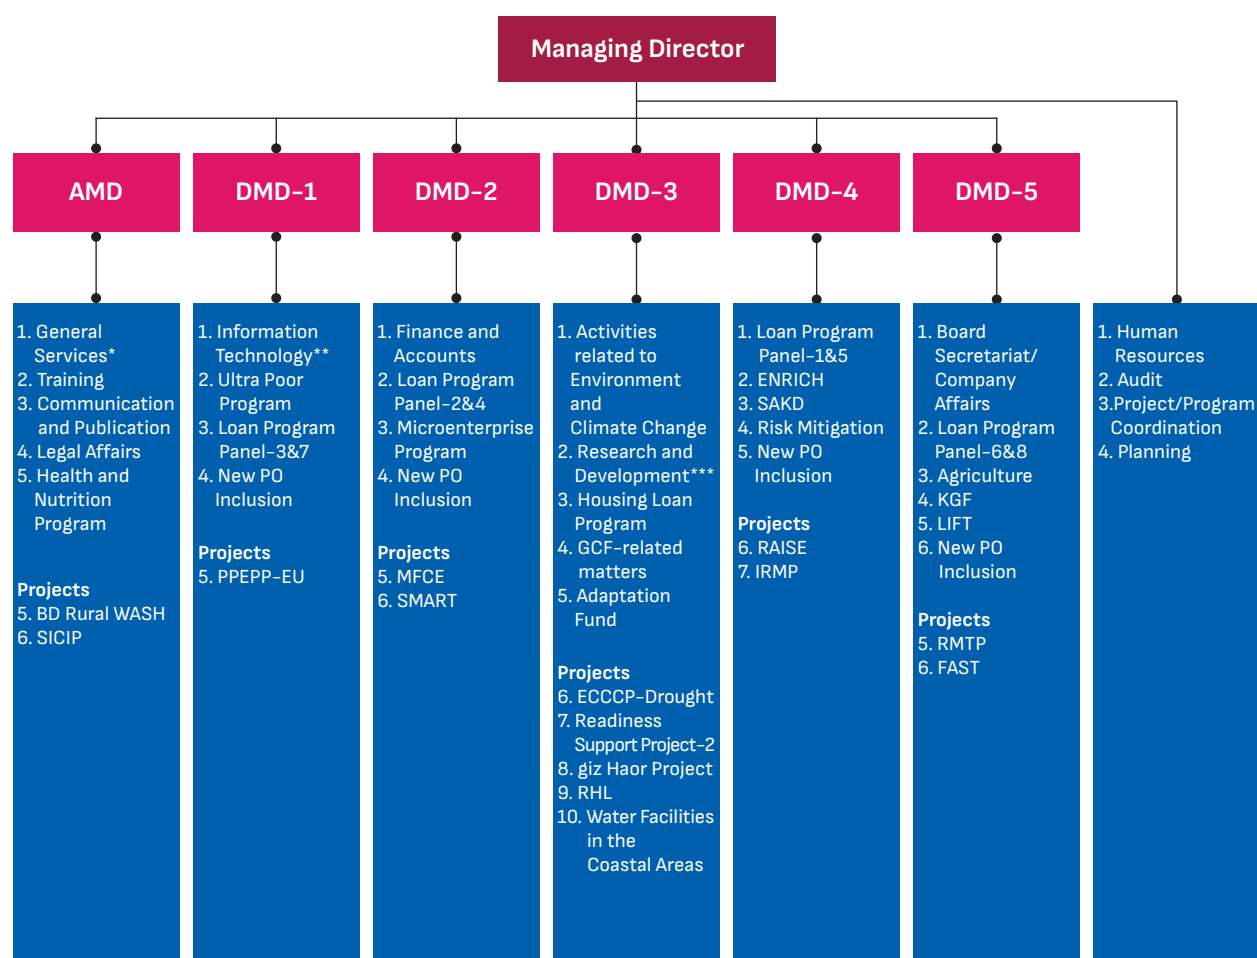 Managing Director
AMD
DMD-1
DMD-2
DMD-3
DMD-4
DMD-5
1. General
Services*
2. Training
3. Communication
and Publication
4. Legal Affairs
5. Health and
Nutrition
Program
Projects
5. BD Rural WASH
6. SICIP
1. Information
Technology**
2. Ultra Poor
Program
3. Loan Program
Panel-3&7
4. New PO
Inclusion
Projects
5. PPEPP-EU
1. Finance and
Accounts
2. Loan Program
Panel-2&4
3. Microenterprise
Program
4. New PO
Inclusion
Projects
5. MFCE
6. SMART
1. Activities
related to
Environment
and
Climate Change
2. Research and
Development***
3. Housing Loan
Program
4. GCF-related
matters
5. Adaptation
Fund
Projects
6. ECCCP-Drought
7. Readiness
Support Project-2
8. giz Haor Project
9. RHL
10. Water Facilities
in the
Coastal Areas
1. Loan Program
Panel-1&5
2. ENRICH
3. SAKD
4. Risk Mitigation
5. New PO
Inclusion
Projects
6. RAISE
7. IRMP
1. Board
Secretariat/
Company
Affairs
2. Loan Program
Panel-6&8
3. Agriculture
4. KGF
5. LIFT
6. New PO
Inclusion
Projects
5. RMTP
6. FAST
1. Human
Resources
2. Audit
3.Project/Program
Coordination
4. Planning